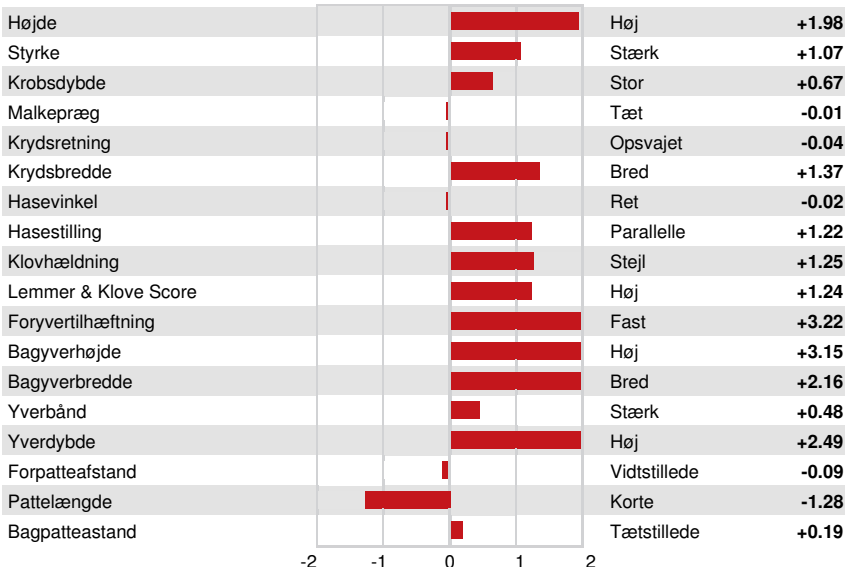 Højde Høj +1.98
Styrke Stærk +1.07
Krobsdybde Stor +0.67
Malkepræg Tæt -0.01
Krydsretning Opsvajet -0.04
Krydsbredde Bred +1.37
Hasevinkel Ret -0.02
Hasestilling Parallelle +1.22
Klovhældning Stejl +1.25
Lemmer & Klove Score Høj +1.24
Foryvertilhæftning Fast +3.22
Bagyverhøjde Høj +3.15
Bagyverbredde Bred +2.16
Yverbånd Stærk +0.48
Yverdybde Høj +2.49
Forpatteafstand Vidtstillede -0.09
Pattelængde Korte -1.28
Bagpatteastand Tætstillede +0.19
-2 -1 0 1 2